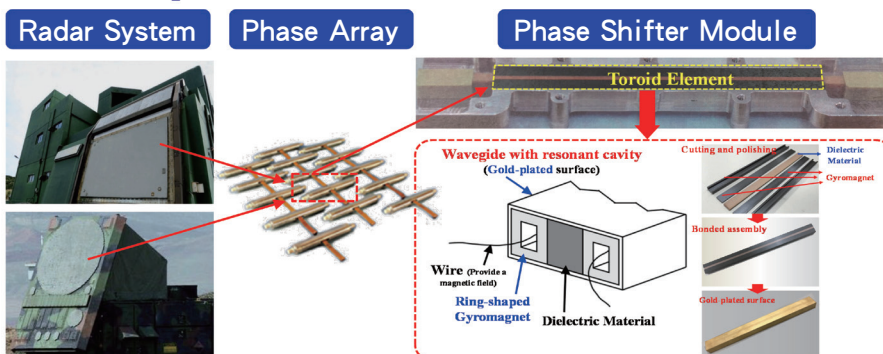 Radar System
Phase Array
Phase Shifter Module
Toroid Element
Wavegide with resonant cavity
(Gold-plated surface)
Wire (Provide a
magnetic field)
Ring-shaped
Gyromagnet
Dielectric Material
Cutting and polishing
Dielectric
Material
Gyromagnet
Bonded assembly
Gold plated surface